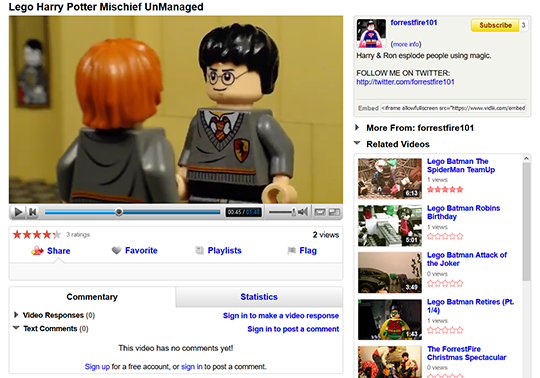 Lego Harry Potter Mischief UnManaged
forrestfire101
Subscribe 3
(more info)
Harry & Ron esplode people using magic.
FOLLOW ME ON TWITTER:
http://twitter.com/forrestfire101
Embed <iframe allowfullscreen src="https://www.vidlii.com/embed
More From: forrestfire101
Related Videos
6:13
Lego Batman The
SpiderMan TeamUp
1 views
5:01
Lego Batman Robins
Birthday
1 views
3:49
Lego Batman Attack of
the Joker
0 views
1:43
Lego Batman Retires (Pt.
1/4)
1 views
The ForrestFire
Christmas Spectacular
0 views
00:45 / 01:40
3 ratings
2 views
Share
Favorite
Playlists
Flag
Commentary
Statistics
Video Responses (0)
Sign in to make a video response
Text Comments (0)
Sign in to post a comment
This video has no comments yet!
Sign up for a free account, or sign in to post a comment.